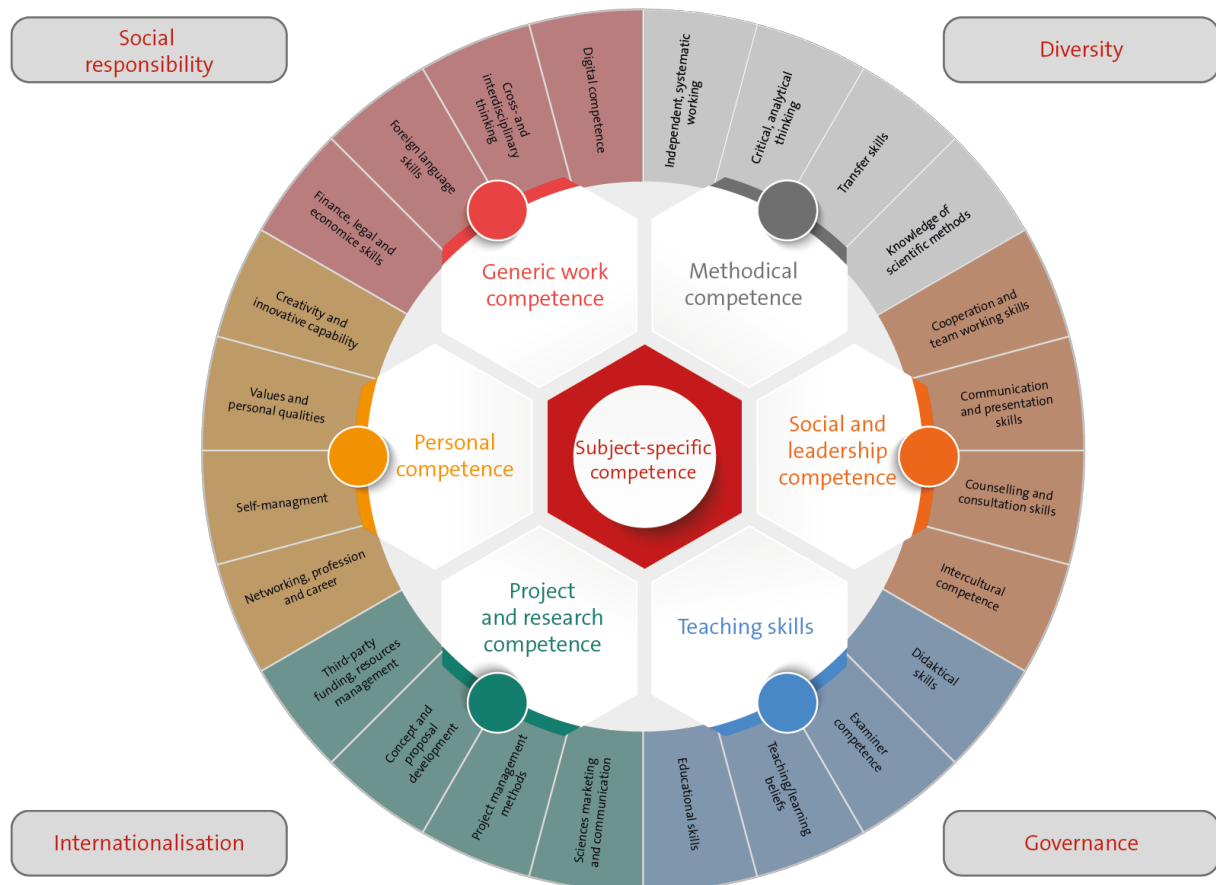 Social
responsibility
Diversity
Digital competence
Cross- and
interdisciplinary
thinking
Foreign language
skills
Finance, legal and
economice skills
Independent, systematic
working
Critical, analytical
thinking
Transfer skills
Knowledge of
scientific methods
Generic work
competence
Methodical
competence
Creativity and
innovative capability
Values and
personal qualities
Self-managment
Networking, profession
and career
Personal
competence
Subject-specific
competence
Social and
leadership
competence
Cooperation and
team working skills
Communication
and presentation
skills
Counselling and
consultation skills
Intercultural
competence
Project
and research
competence
Teaching skills
Third-party
funding, resources
management
Concept and
proposal
development
Project management
methods
Sciences marketing
and communication
Educational skills
Teaching/learning
beliefs
Examiner
competence
Didaktical
skills
Internationalisation
Governance